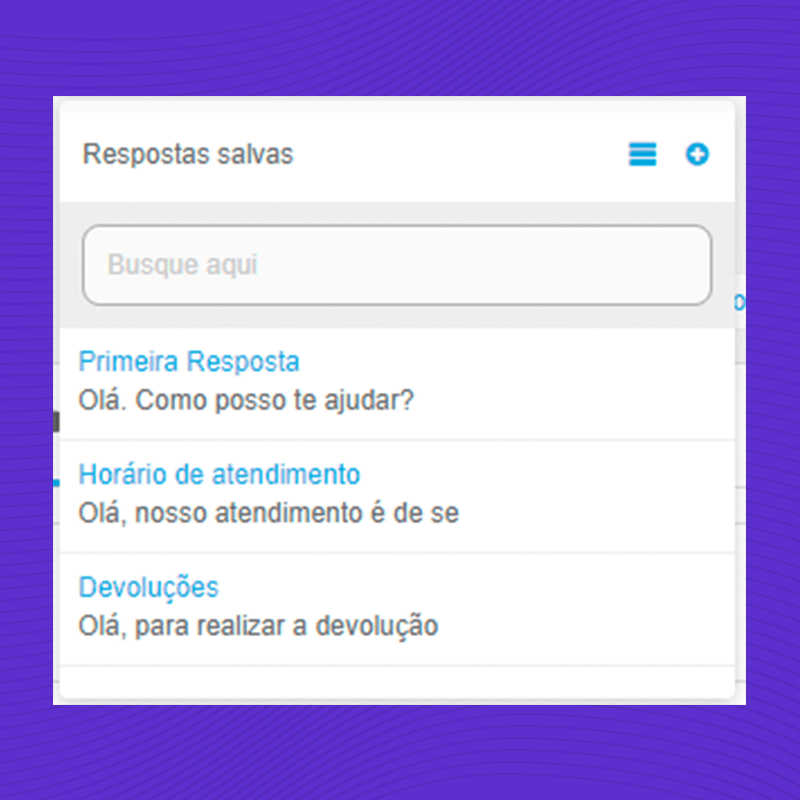 Respostas salvas
Busque aqui
Primeira Resposta
Olá. Como posso te ajudar?
Horário de atendimento
Olá, nosso atendimento é de se
Devoluções
Olá, para realizar a devolução